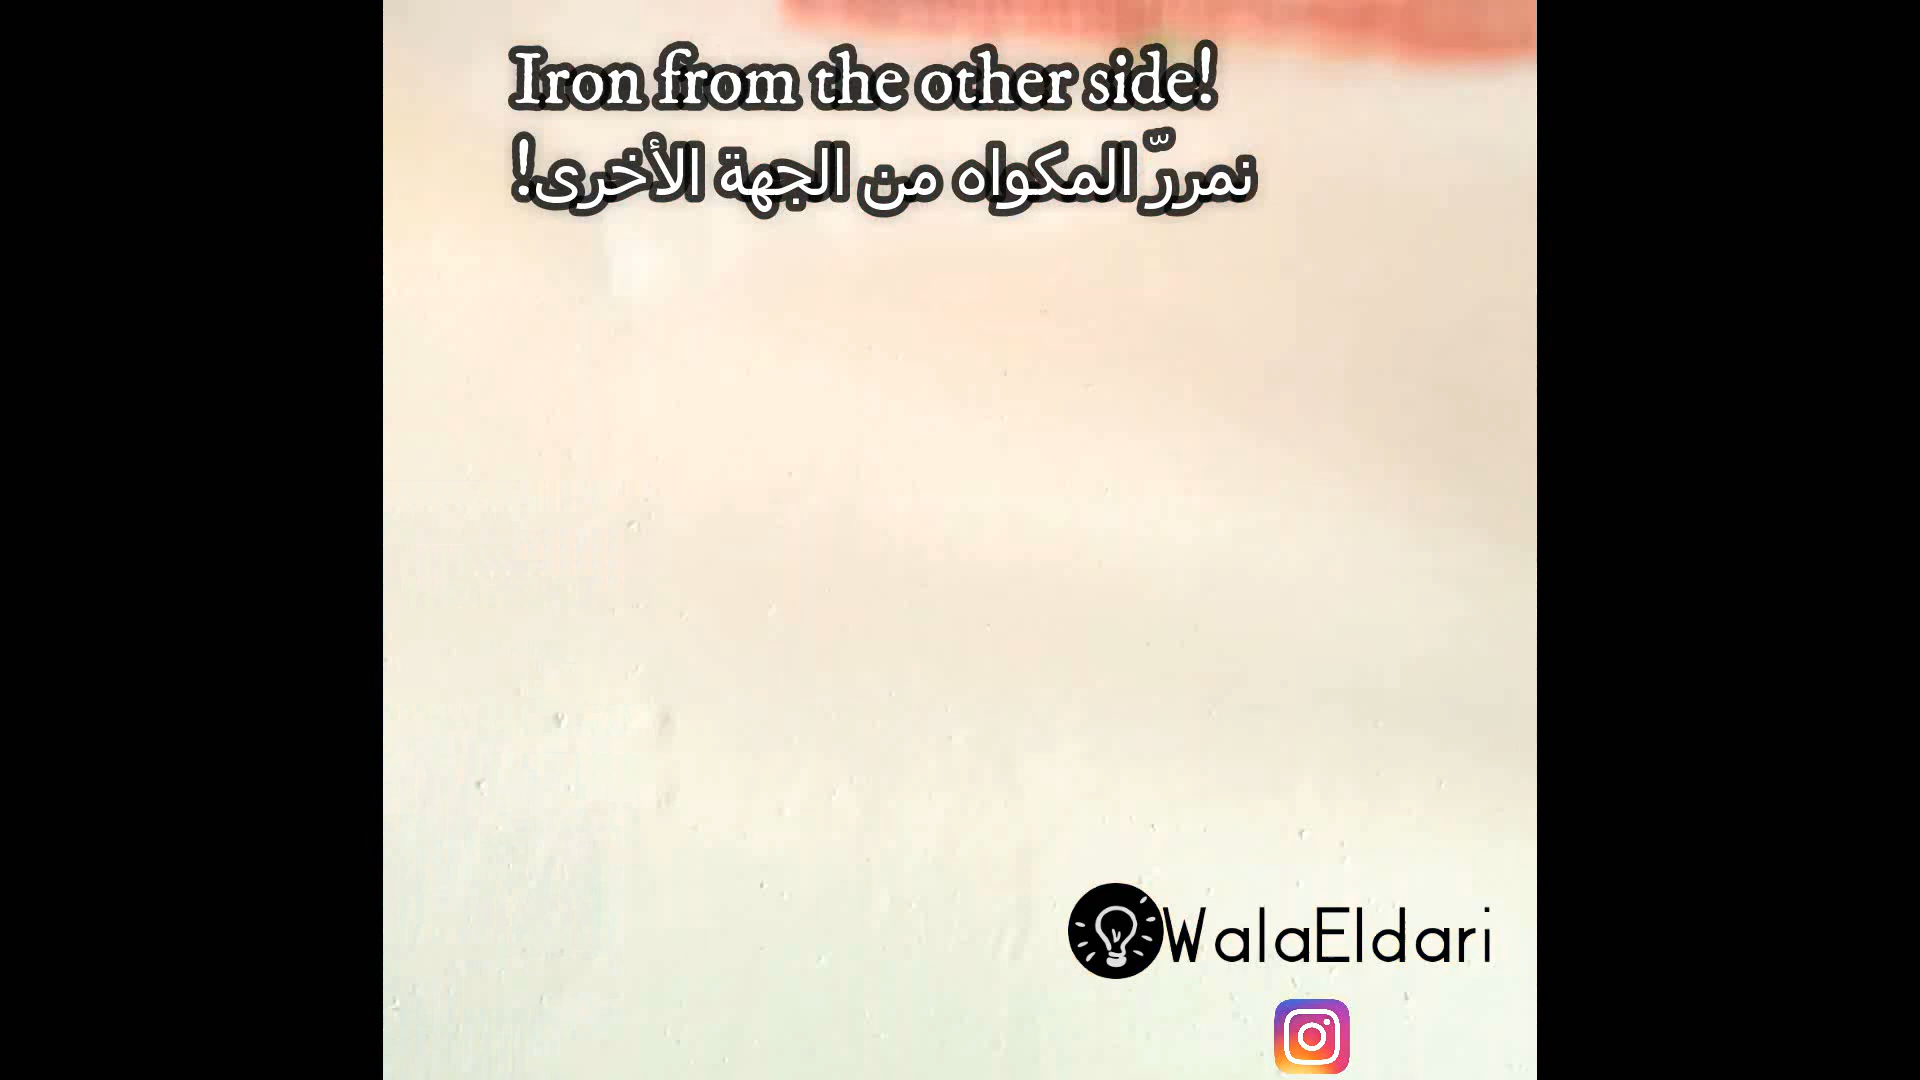 Iron from the other side!
نمررّ المكواه من الجهة الأخرى!
WalaEldari